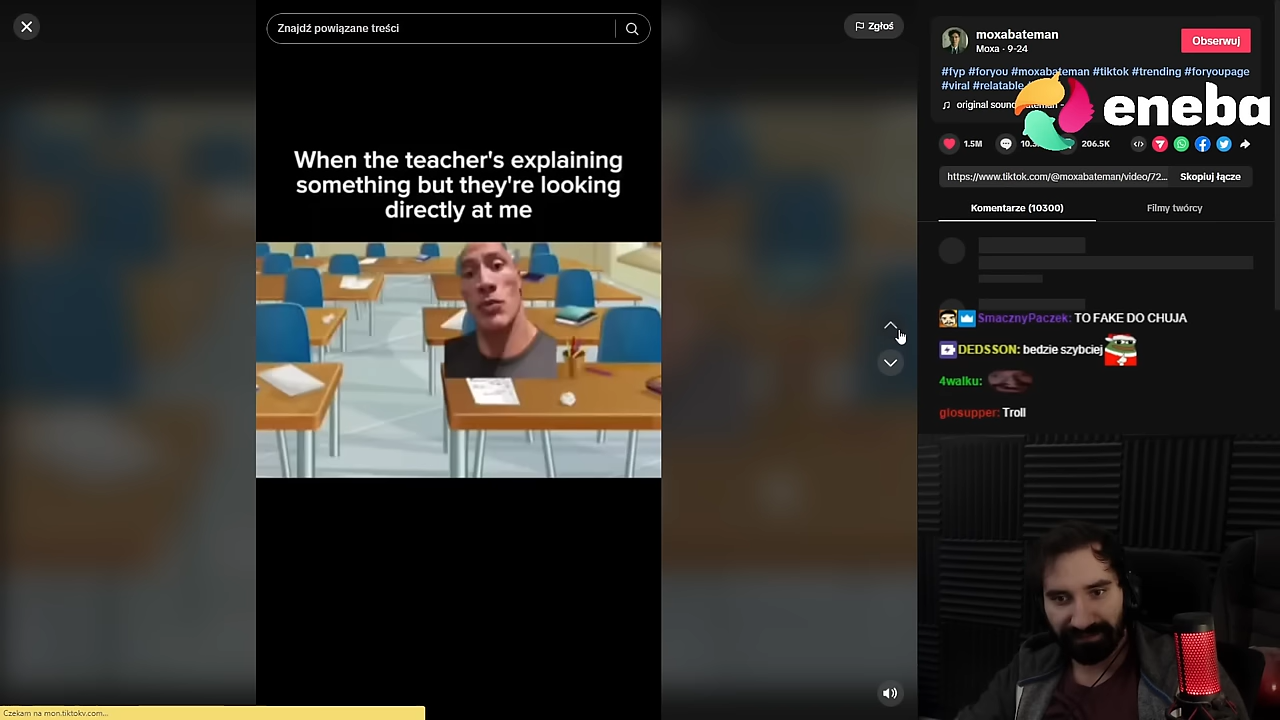 Znajdź powiązane treści
Zgłoś
When the teacher's explaining
something but they're looking
directly at me
moxabateman
Moxa · 9-24
Obserwuj
#fyp #foryou #moxabateman #tiktok #trending #foryoupage
#viral #relatable
original sound
eneba
1.5M
206.5K
https://www.tiktok.com/@moxabateman/video/72...
Skopiuj łącze
Komentarze (10300)
Filmy twórcy
SmacznyPaczek: TO FAKE DO CHUJA
DEDSSON: bedzie szybciej
4walku:
giosupper: Troll
Czekam na mon.tiktokv.com...